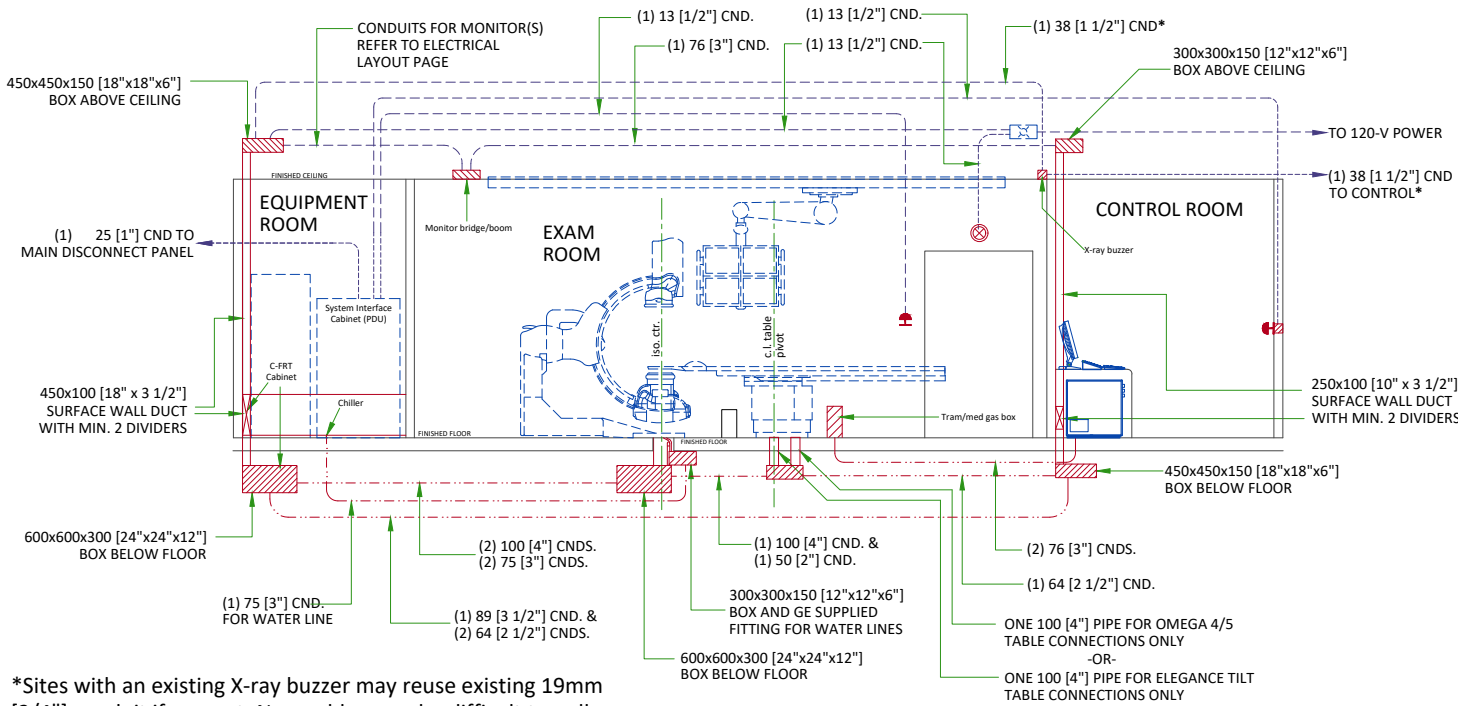 CONDUITS FOR MONITOR(S)
REFER TO ELECTRICAL
LAYOUT PAGE
(1) 13 [1/2"] CND.
(1) 76 [3"] CND.
(1) 13 [1/2"] CND.
(1) 13 [1/2"] CND.
(1) 38 [1 1/2"] CND*
300x300x150 [12"x12"x6"]
BOX ABOVE CEILING
450x450x150 [18"x18"x6"]
BOX ABOVE CEILING
TO 120-V POWER
(1) 38 [1 1/2"] CND
TO CONTROL*
FINISHED CEILING
EQUIPMENT
ROOM
Monitor bridge/boom
EXAM
ROOM
CONTROL ROOM
X-ray buzzer
(1) 25 [1"] CND TO
MAIN DISCONNECT PANEL
System Interface
Cabinet (PDU)
iso. ctr.
c.l. table
pivot
C-FRT
Cabinet
Chiller
450x100 [18" x 3 1/2"]
SURFACE WALL DUCT
WITH MIN. 2 DIVIDERS
250x100 [10" x 3 1/2"]
SURFACE WALL DUCT
WITH MIN. 2 DIVIDERS
Tram/med gas box
FINISHED FLOOR
FINISHED FLOOR
450x450x150 [18"x18"x6"]
BOX BELOW FLOOR
600x600x300 [24"x24"x12"]
BOX BELOW FLOOR
(2) 100 [4"] CNDS.
(2) 75 [3"] CNDS.
(1) 100 [4"] CND. &
(1) 50 [2"] CND.
(2) 76 [3"] CNDS.
(1) 64 [2 1/2"] CND.
(1) 75 [3"] CND.
FOR WATER LINE
(1) 89 [3 1/2"] CND. &
(2) 64 [2 1/2"] CNDS.
300x300x150 [12"x12"x6"]
BOX AND GE SUPPLIED
FITTING FOR WATER LINES
600x600x300 [24"x24"x12"]
BOX BELOW FLOOR
ONE 100 [4"] PIPE FOR OMEGA 4/5
TABLE CONNECTIONS ONLY
-OR-
ONE 100 [4"] PIPE FOR ELEGANCE TILT
TABLE CONNECTIONS ONLY
*Sites with an existing X-ray buzzer may reuse existing 19mm